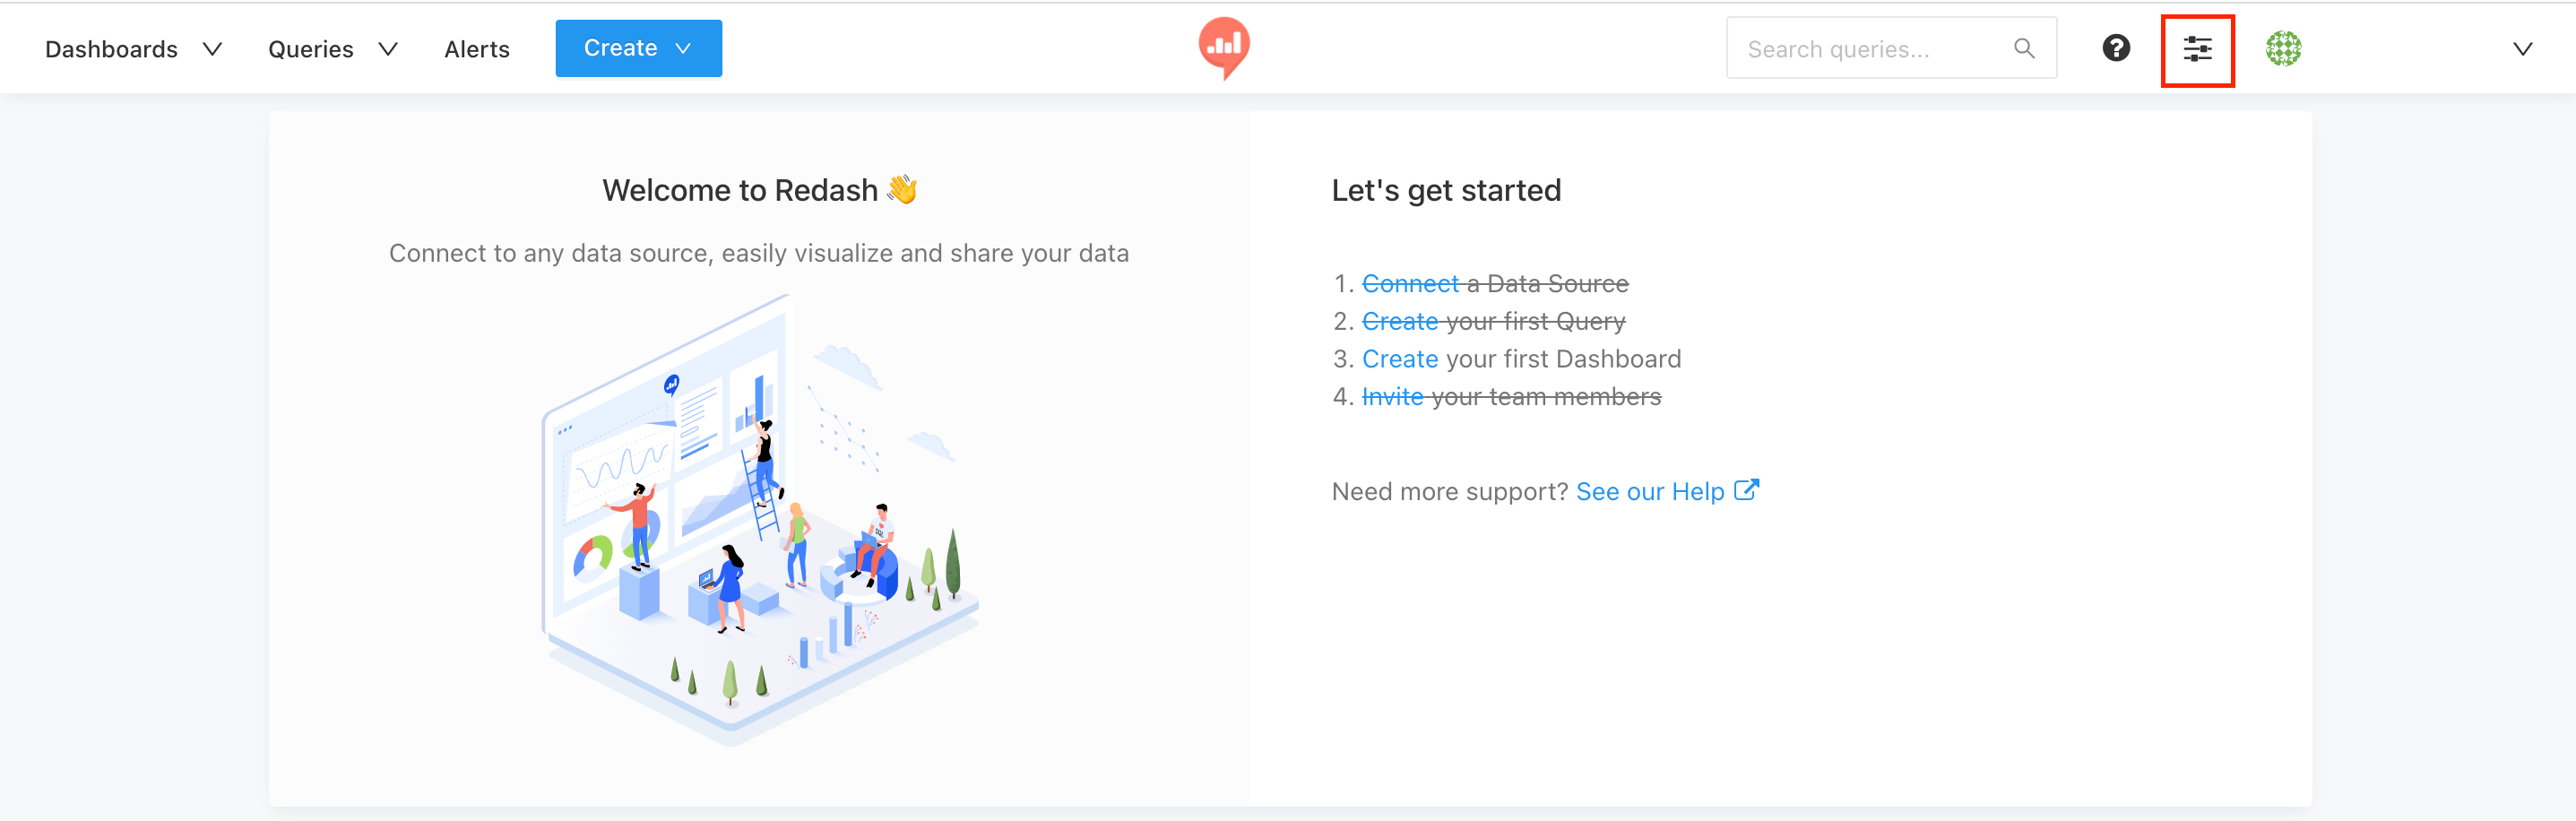 Dashboards Queries Alerts Create Search queries...
Welcome to Redash 👋
Connect to any data source, easily visualize and share your data
Let's get started
1. Connect a Data Source
2. Create your first Query
3. Create your first Dashboard
4. Invite your team members
Need more support? See our Help